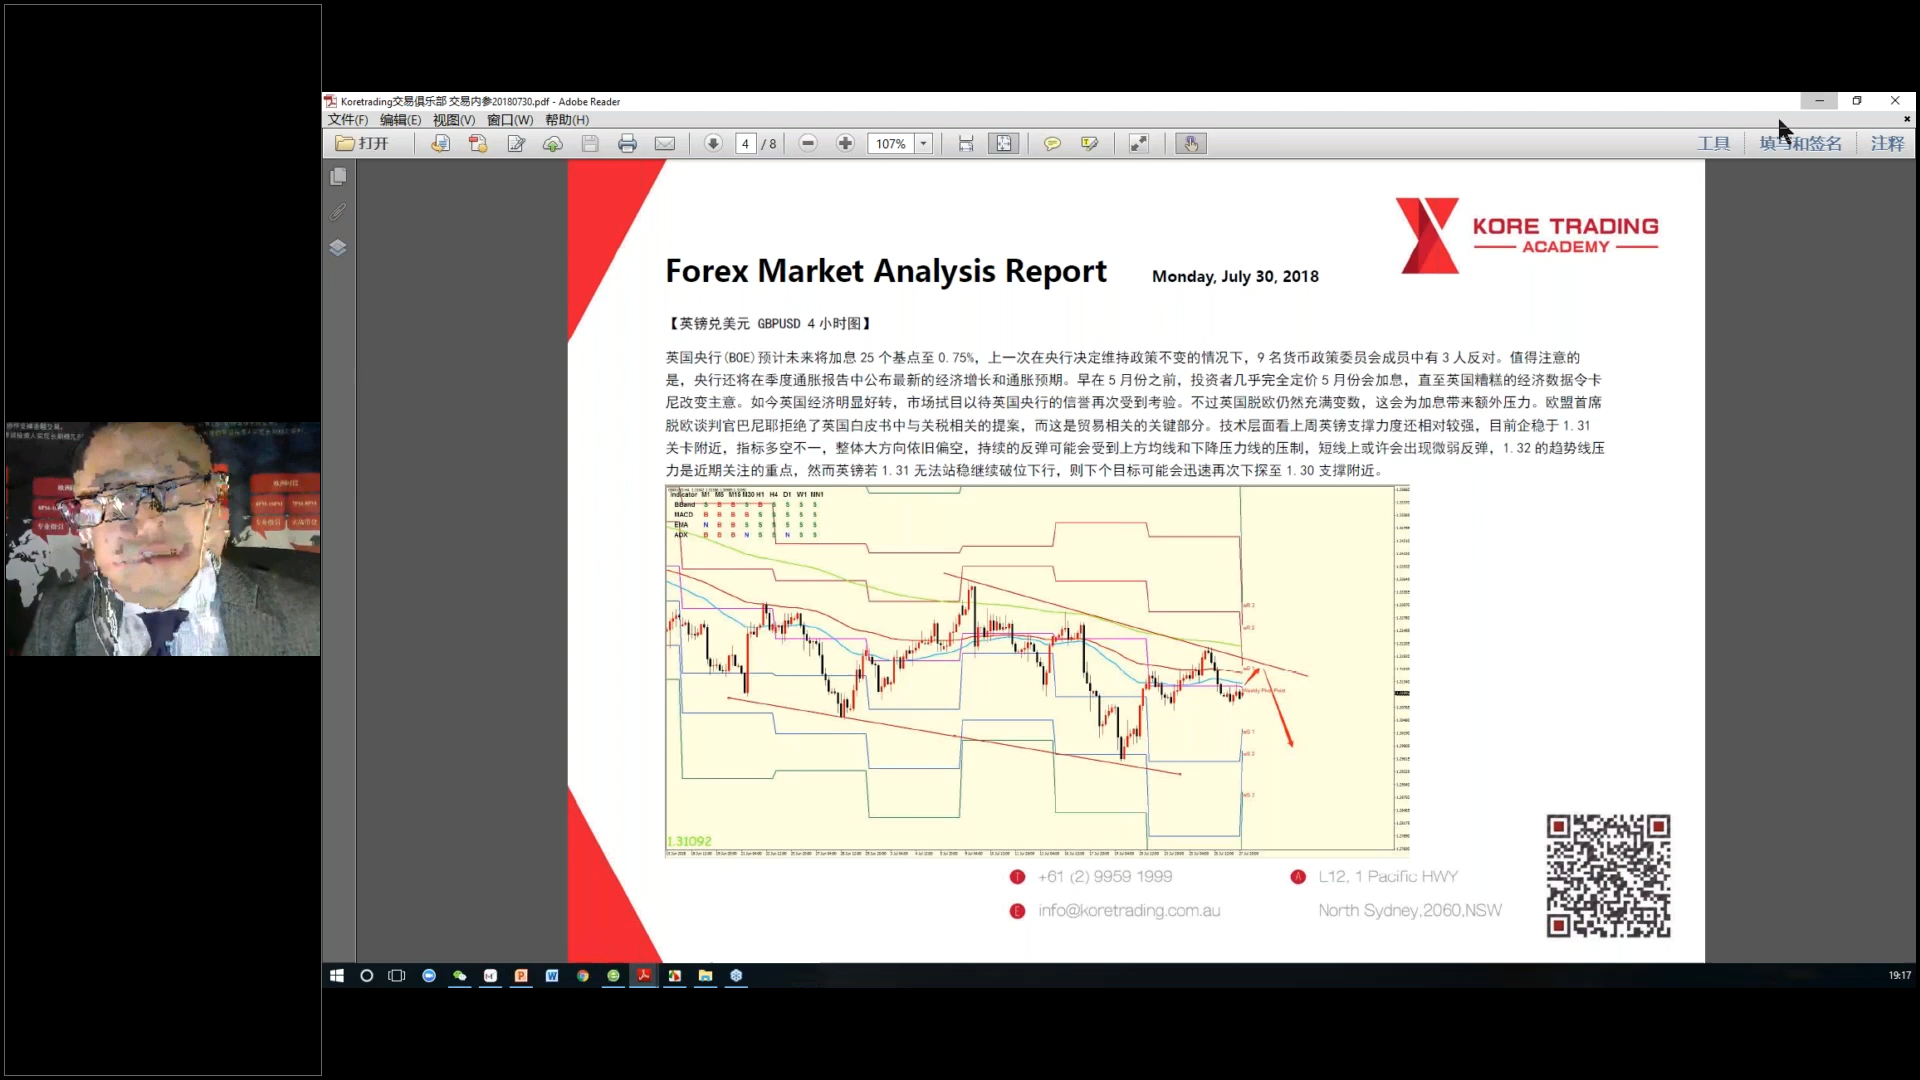 Koretrading交易俱乐部 交易内参20180730.pdf - Adobe Reader
文件(F) 编辑(E) 视图(V) 窗口(W) 帮助(H)
打开 4 / 8 107% 工具 填写和签名 注释
KORE TRADING
ACADEMY
Forex Market Analysis Report Monday, July 30, 2018
【英镑兑美元 GBPUSD 4 小时图】
英国央行(BOE)预计未来将加息 25 个基点至 0.75%，上一次在央行决定维持政策不变的情况下，9 名货币政策委员会成员中有 3 人反对。值得注意的
是，央行还将在季度通胀报告中公布最新的经济增长和通胀预期。早在 5 月份之前，投资者几乎完全定价 5 月份会加息，直至英国糟糕的经济数据令卡
尼改变主意。如今英国经济明显好转，市场拭目以待英国央行的信誉再次受到考验。不过英国脱欧仍然充满变数，这会为加息带来额外压力。欧盟首席
脱欧谈判官巴尼耶拒绝了英国白皮书中与关税相关的提案，而这是贸易相关的关键部分。技术层面看上周英镑支撑力度还相对较强，目前企稳于 1.31
关卡附近，指标多空不一，整体大方向依旧偏空，持续的反弹可能会受到上方均线和下降压力线的压制，短线上或许会出现微弱反弹，1.32 的趋势线压
力是近期关注的重点，然而英镑若 1.31 无法站稳继续破位下行，则下个目标可能会迅速再次下探至 1.30 支撑附近。
Indicator M1 M5 M15 M30 H1 H4 D1 W1 MN1
BBand S B B S B S S S S
MACD B B B B S S S S S
EMA N B B S S S S S S
ADX B B B N S S N S S
Weekly Pivot Point
1.31092
T +61 (2) 9959 1999
A L12, 1 Pacific HWY
E info@koretrading.com.au
North Sydney,2060,NSW
19:17